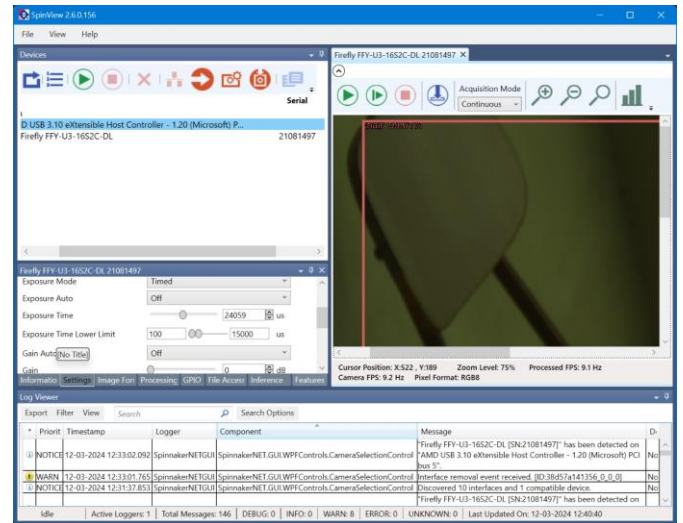 SpinView 2.6.0.156
File View Help
Devices
Serial
D USB 3.10 eXtensible Host Controller - 1.20 (Microsoft) P...
Firefly FFY-U3-16S2C-DL 21081497
Firefly FFY-U3-16S2C-DL 21081497
Exposure Mode Timed
Exposure Auto Off
Exposure Time 24059 us
Exposure Time Lower Limit 100 15000 us
Gain Auto [No Title] Off
Gain 0 dB
Informatio Settings Image Fori Processing GPIO File Access Inference Features
Firefly FFY-U3-16S2C-DL 21081497 X
Acquisition Mode
Continuous
Cursor Position: X:522 , Y:189 Zoom Level: 75% Processed FPS: 9.1 Hz
Camera FPS: 9.2 Hz Pixel Format: RGB8
Log Viewer
Export Filter View Search Search Options
* Priorit Timestamp Logger Component Message D
NOTICE 12-03-2024 12:33:02.092 SpinnakerNETGUI SpinnakerNET.GUI.WPFControls.CameraSelectionControl "Firefly FFY-U3-16S2C-DL [SN:21081497]" has been detected on "AMD USB 3.10 eXtensible Host Controller - 1.20 (Microsoft) PCI bus 5". No
WARN 12-03-2024 12:33:01.765 SpinnakerNETGUI SpinnakerNET.GUI.WPFControls.CameraSelectionControl Interface removal event received. [ID:38d57a141356_0_0_0] No
NOTICE 12-03-2024 12:31:37.853 SpinnakerNETGUI SpinnakerNET.GUI.WPFControls.CameraSelectionControl Discovered 10 interfaces and 1 compatible device. No
"Firefly FFY-U3-16S2C-DL [SN:21081497]" has been detected on
Idle Active Loggers: 1 Total Messages: 146 DEBUG: 0 INFO: 0 WARN: 8 ERROR: 0 UNKNOWN: 0 Last Updated On: 12-03-2024 12:40:40